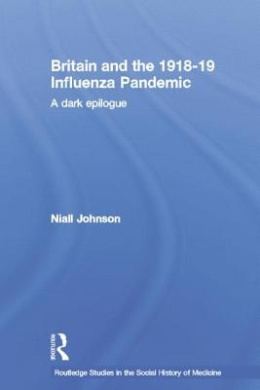 Britain and the 1918-19
Influenza Pandemic
A dark epilogue
Niall Johnson
ROUTLEDGE
Routledge Studies in the Social History of Medicine